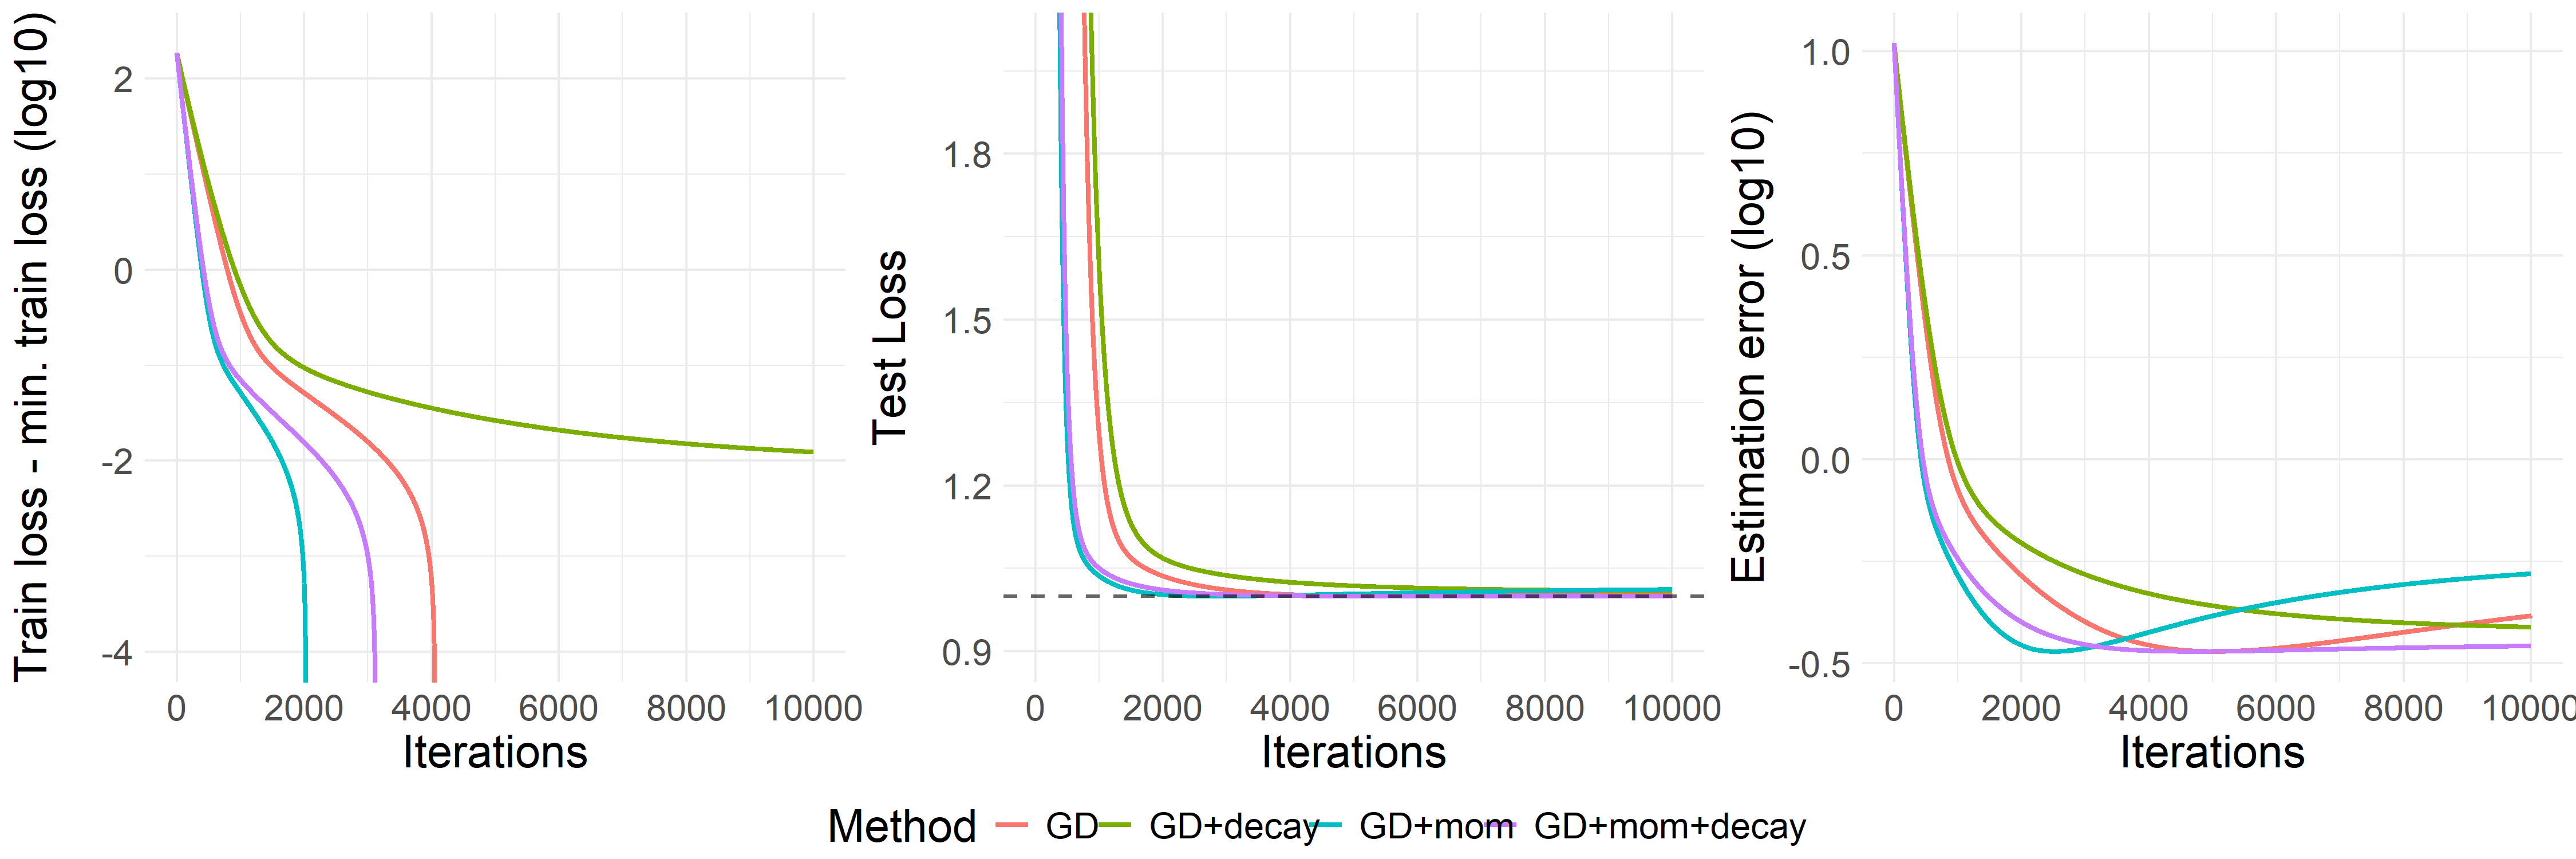 Train loss - min. train loss (log10)
2
0
-2
-4
0 2000 4000 6000 8000 10000
Iterations
Test Loss
1.8
1.5
1.2
0.9
0 2000 4000 6000 8000 10000
Iterations
Estimation error (log10)
1.0
0.5
0.0
-0.5
0 2000 4000 6000 8000 10000
Iterations
Method GD GD+decay GD+mom GD+mom+decay